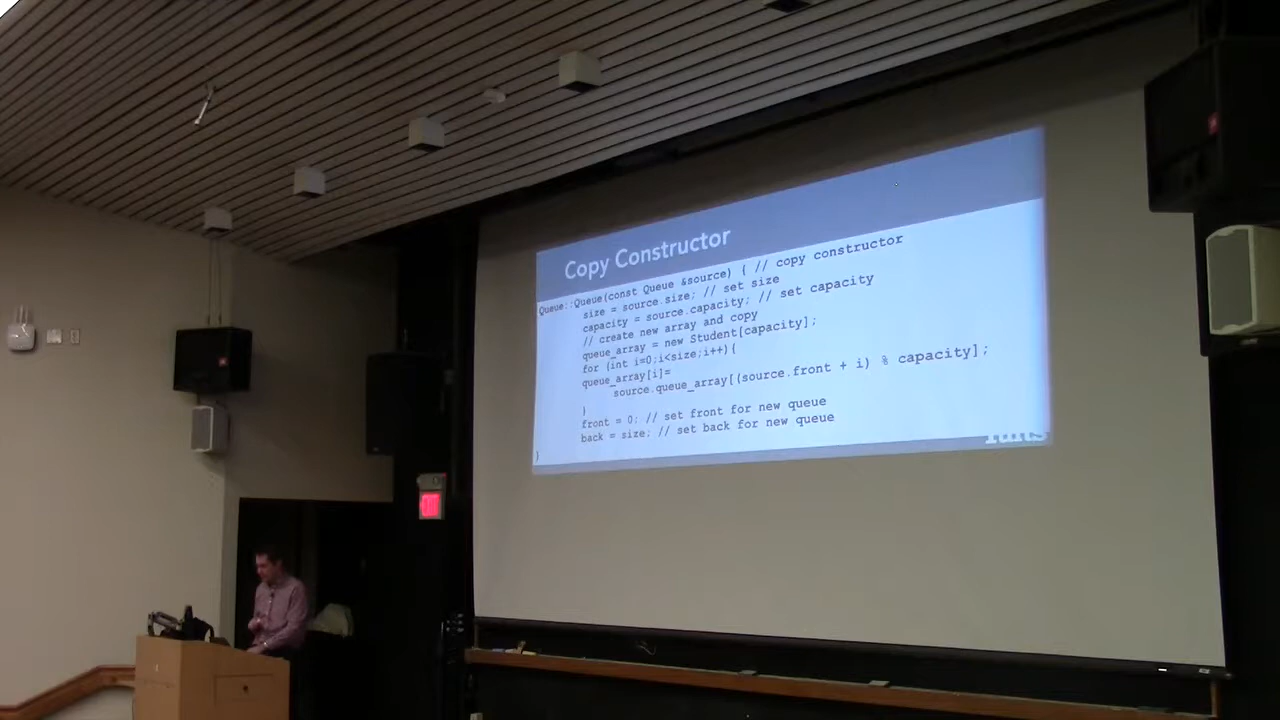 Copy Constructor
Queue::Queue(const Queue &source) { // copy constructor
size = source.size; // set size
capacity = source.capacity; // set capacity
// create new array and copy
queue_array = new Student[capacity];
for (int i=0;i<size;i++){
queue_array[i]=
source.queue_array[(source.front + i) % capacity];
}
front = 0; // set front for new queue
back = size; // set back for new queue
}
Tufts